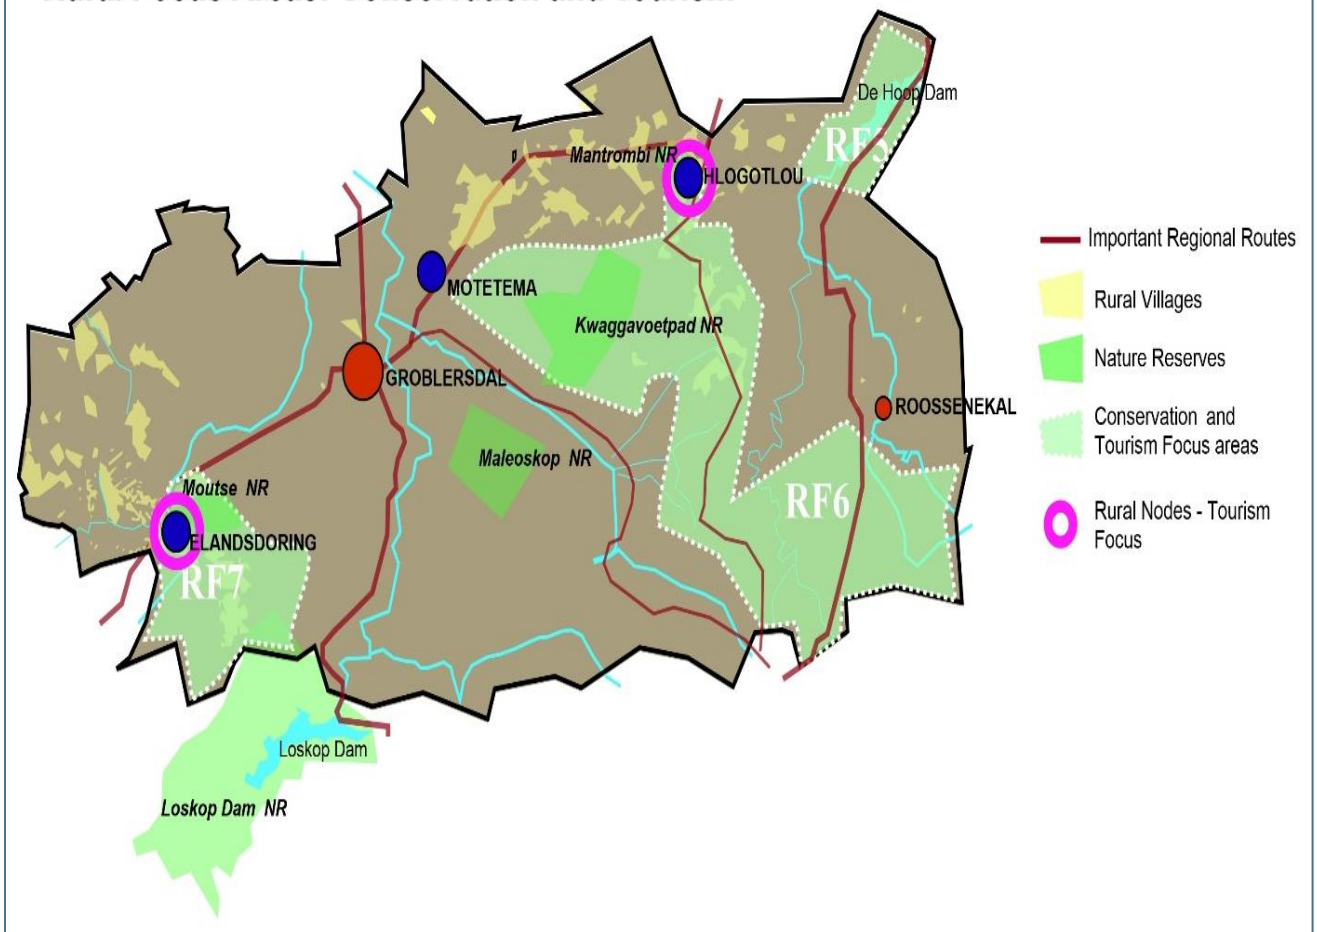 De Hoop Dam
RF5
Mantrombi NR
HLOGOTLOU
MOTETEMA
Kwaggavoetpad NR
GROBLERSDAL
ROOSSENEKAL
Maleoskop NR
Moutse NR
RF6
ELANDSDORING
RF7
Loskop Dam
Loskop Dam NR
Important Regional Routes
Rural Villages
Nature Reserves
Conservation and
Tourism Focus areas
Rural Nodes - Tourism
Focus